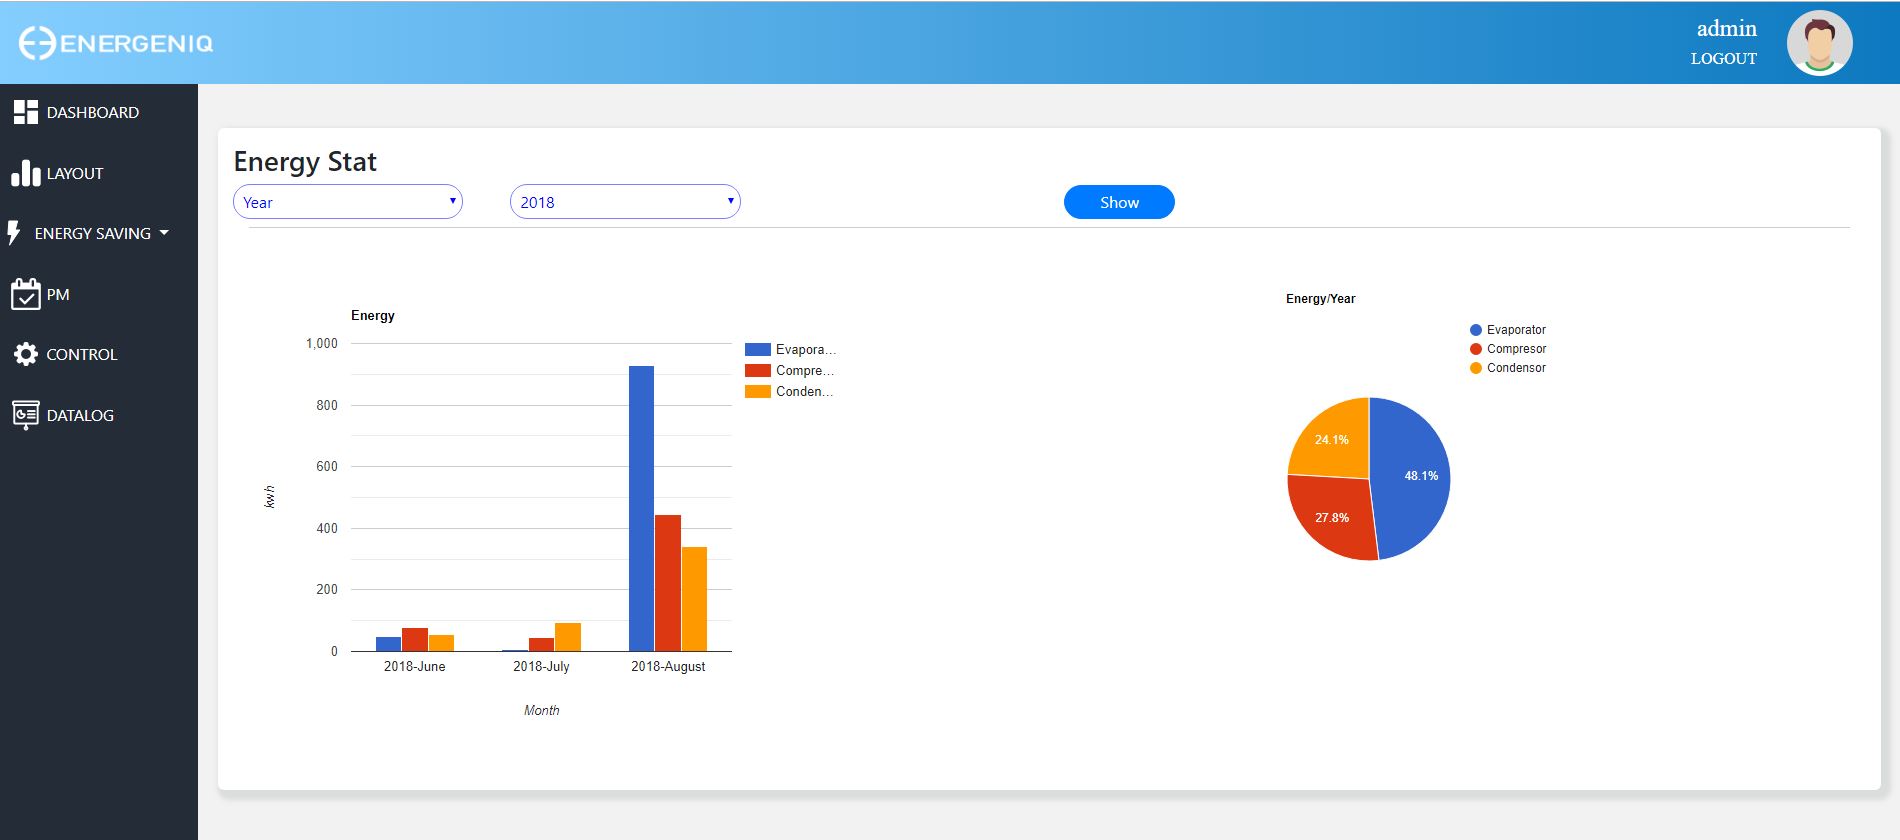 ENERGENIQ
admin
LOGOUT
DASHBOARD
LAYOUT
ENERGY SAVING
PM
CONTROL
DATALOG
Energy Stat
Year
2018
Show
Energy
1,000
800
600
400
200
0
kwh
2018-June
2018-July
2018-August
Month
Evapora...
Compre...
Conden...
Energy/Year
Evaporator
Compresor
Condensor
24.1%
48.1%
27.8%